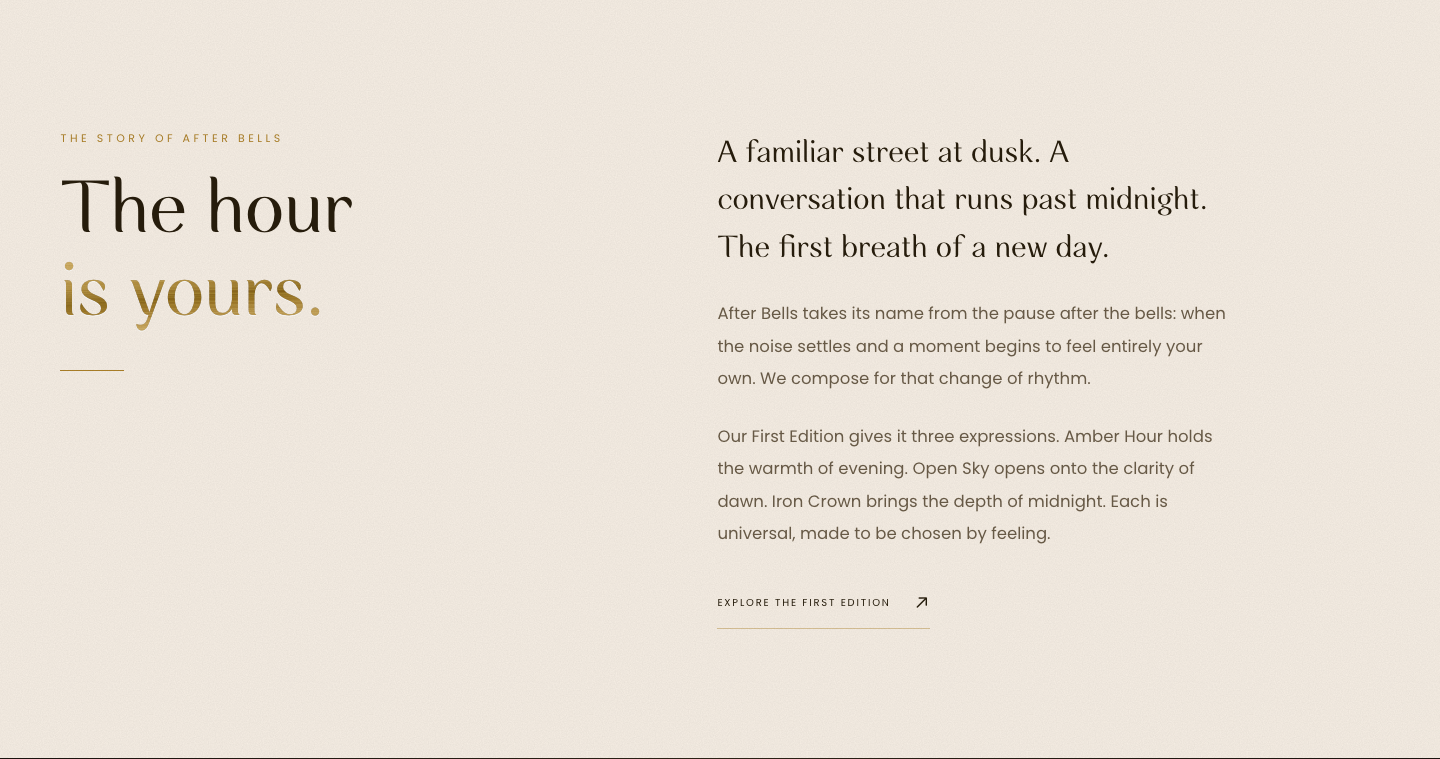 THE STORY OF AFTER BELLS
The hour
is yours.
A familiar street at dusk. A
conversation that runs past midnight.
The first breath of a new day.
After Bells takes its name from the pause after the bells: when
the noise settles and a moment begins to feel entirely your
own. We compose for that change of rhythm.
Our First Edition gives it three expressions. Amber Hour holds
the warmth of evening. Open Sky opens onto the clarity of
dawn. Iron Crown brings the depth of midnight. Each is
universal, made to be chosen by feeling.
EXPLORE THE FIRST EDITION